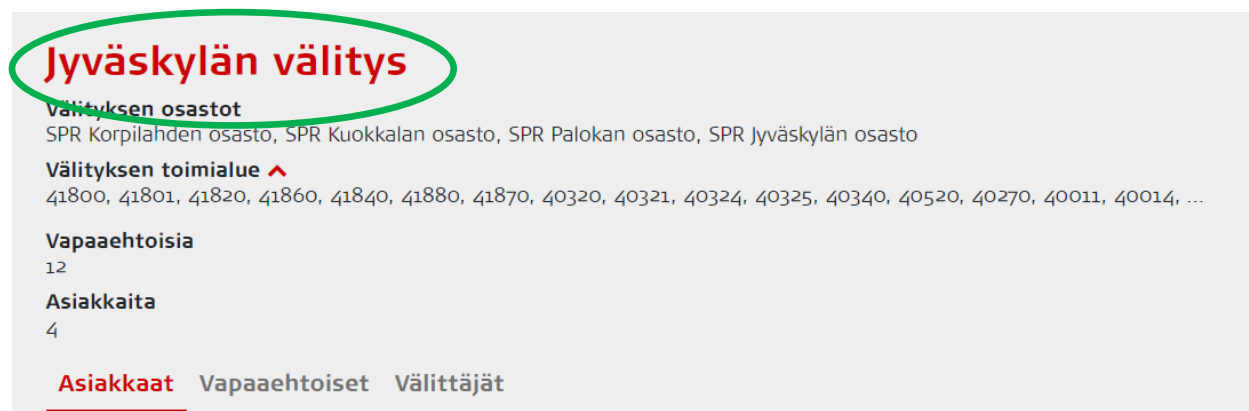 Jyväskylän välitys
Välityksen osastot
SPR Korpilahden osasto, SPR Kuokkalan osasto, SPR Palokan osasto, SPR Jyväskylän osasto
Välityksen toimialue
41800, 41801, 41820, 41860, 41840, 41880, 41870, 40320, 40321, 40324, 40325, 40340, 40520, 40270, 40011, 40014, ...
Vapaaehtoisia
12
Asiakkaita
4
Asiakkaat Vapaaehtoiset Välittäjät